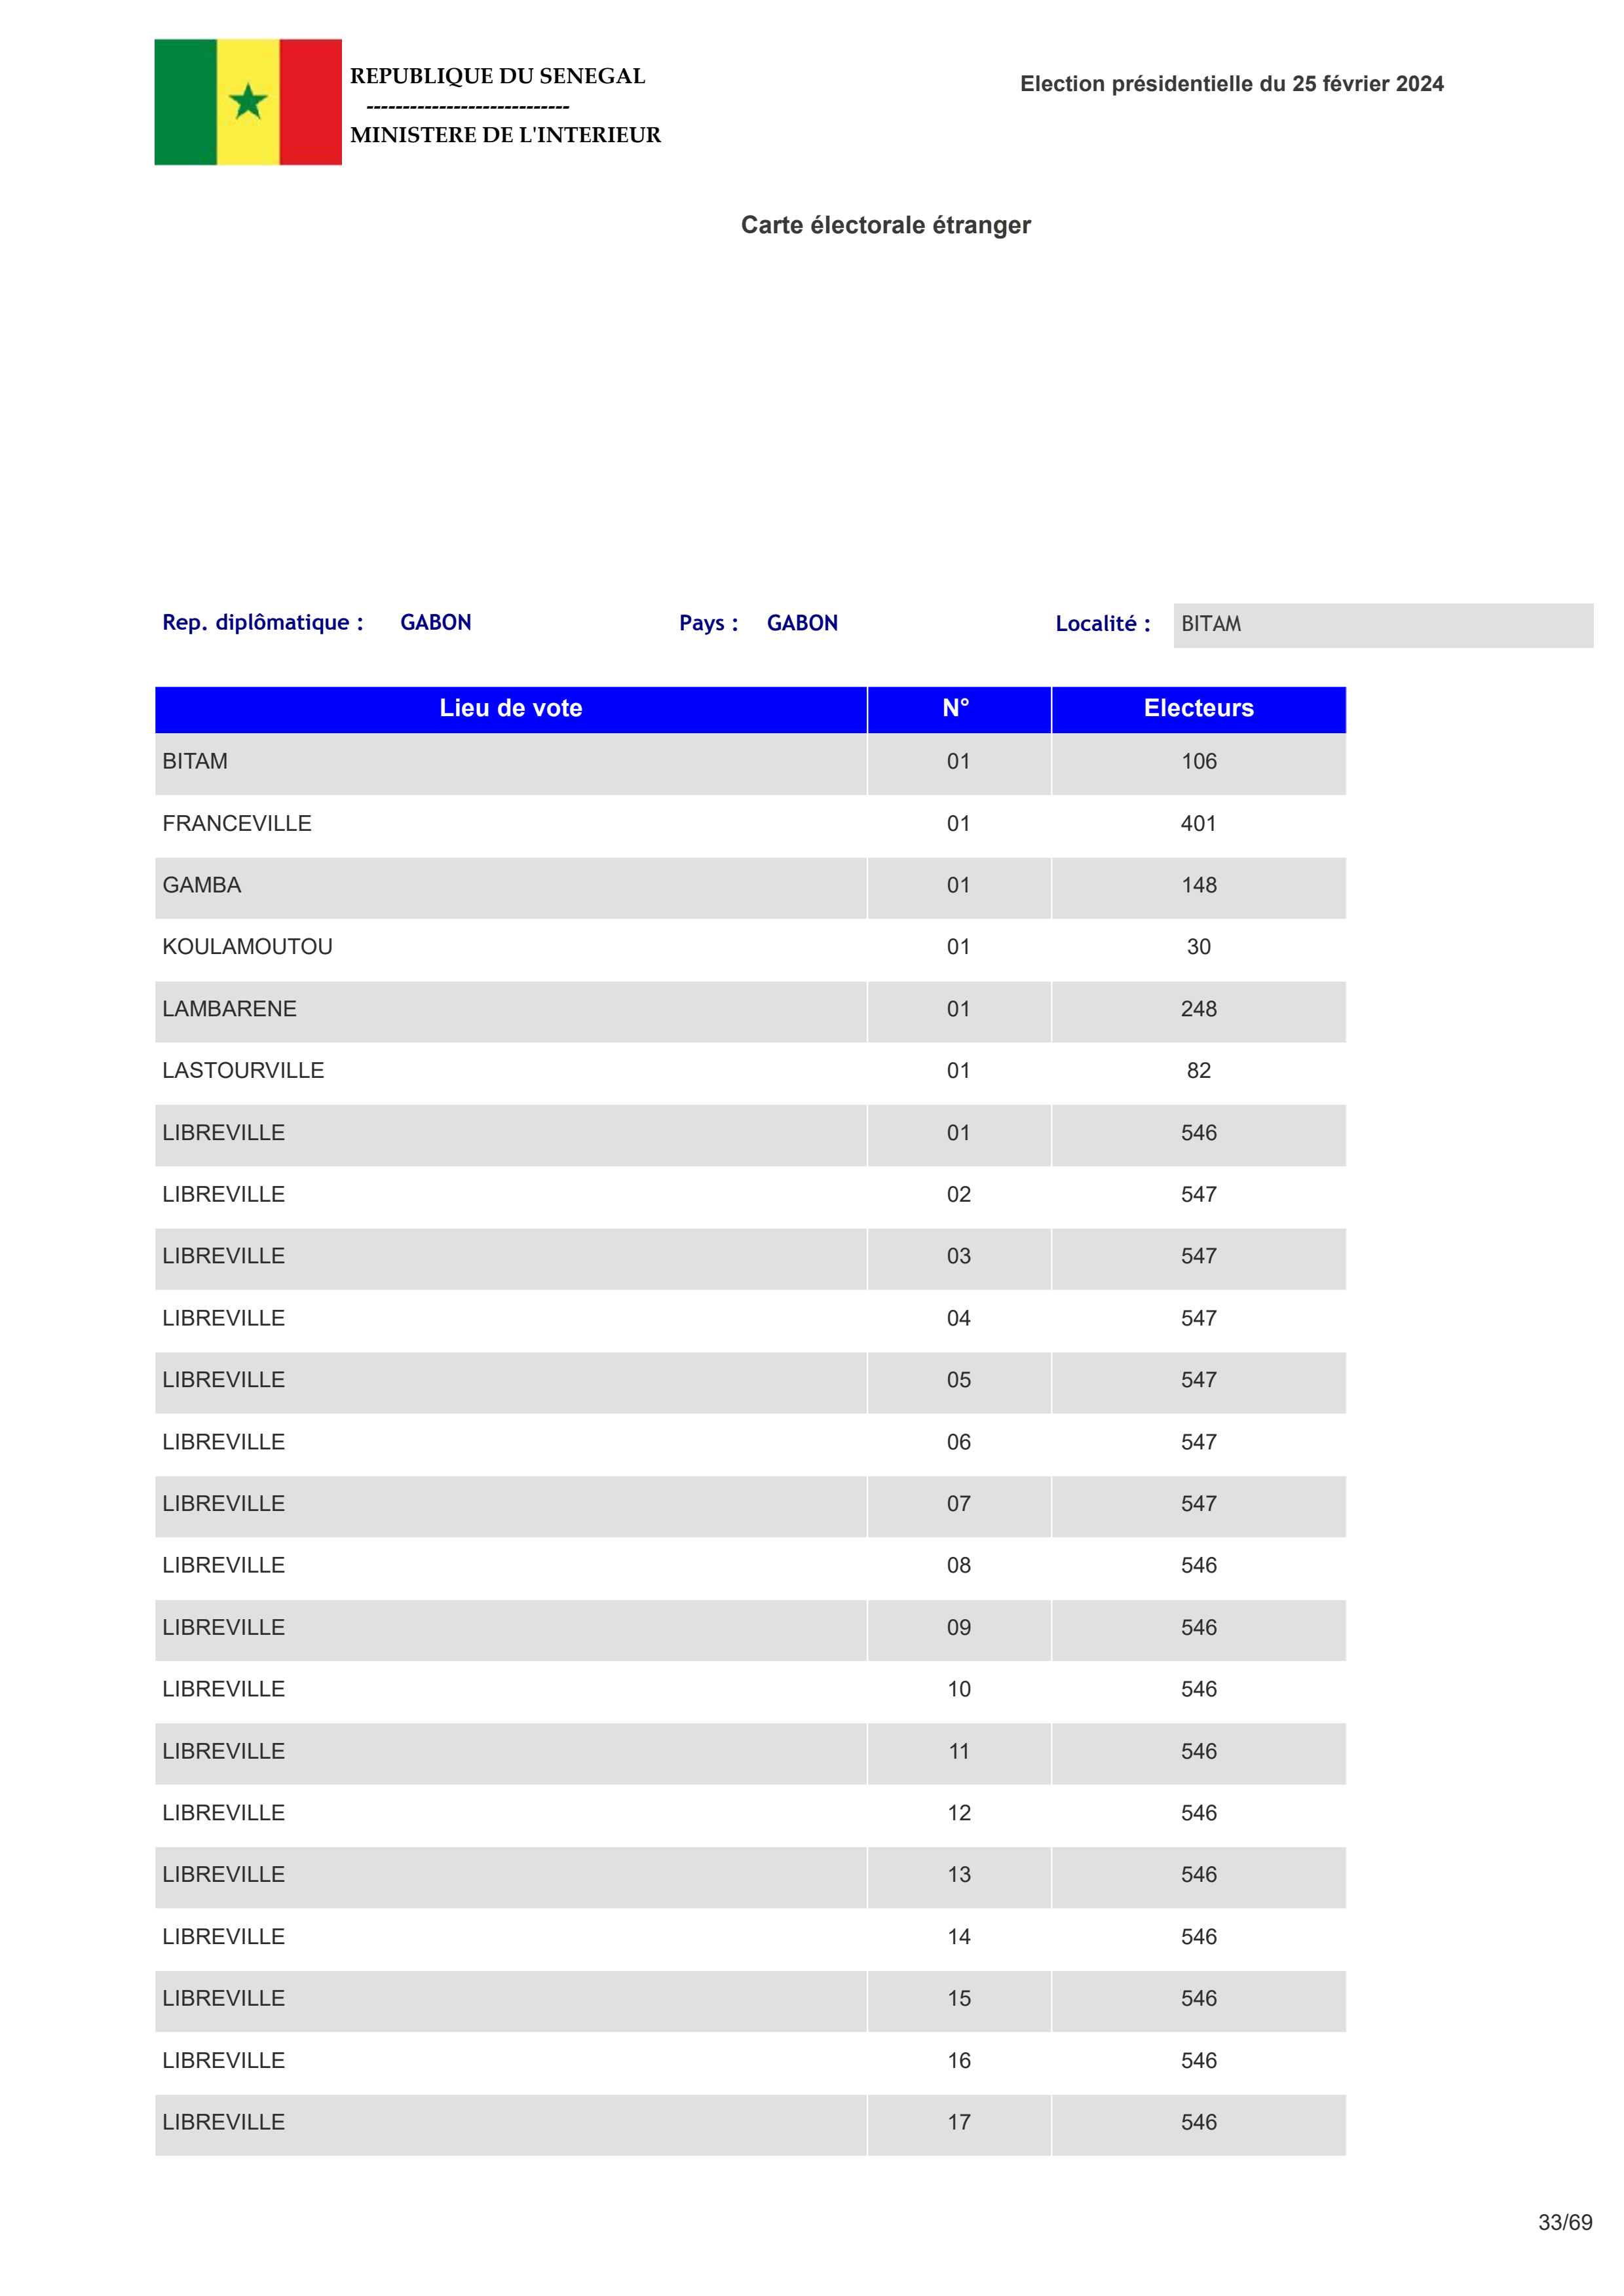 REPUBLIQUE DU SENEGAL
----------------------------
MINISTERE DE L'INTERIEUR
Election présidentielle du 25 février 2024
Carte électorale étranger
Rep. diplômatique : GABON Pays : GABON Localité : BITAM
Lieu de vote N° Electeurs
BITAM 01 106
FRANCEVILLE 01 401
GAMBA 01 148
KOULAMOUTOU 01 30
LAMBARENE 01 248
LASTOURVILLE 01 82
LIBREVILLE 01 546
LIBREVILLE 02 547
LIBREVILLE 03 547
LIBREVILLE 04 547
LIBREVILLE 05 547
LIBREVILLE 06 547
LIBREVILLE 07 547
LIBREVILLE 08 546
LIBREVILLE 09 546
LIBREVILLE 10 546
LIBREVILLE 11 546
LIBREVILLE 12 546
LIBREVILLE 13 546
LIBREVILLE 14 546
LIBREVILLE 15 546
LIBREVILLE 16 546
LIBREVILLE 17 546
33/69